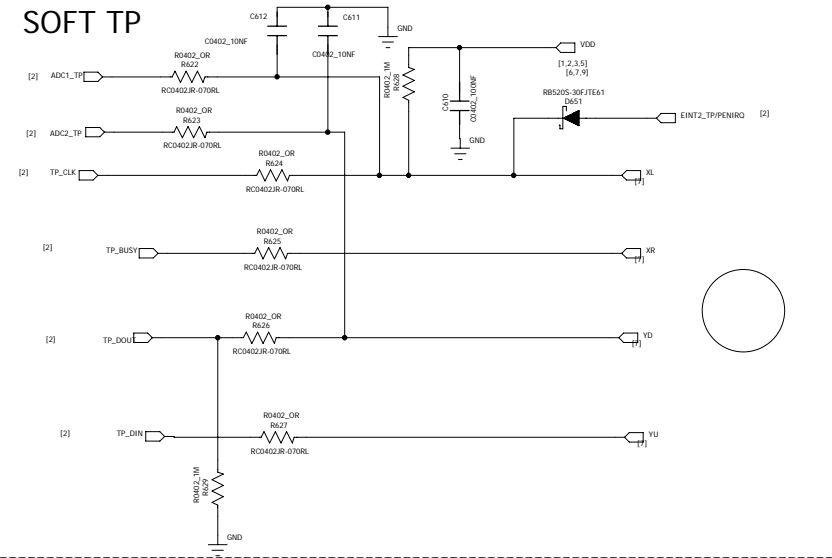 SOFT TP
C612
C611
GND
C0402_10NF
C0402_10NF
VDD
[1,2,3,5]
[6,7,9]
R0402_OR
R622
RC0402JR-070RL
[2] ADC1_TP
R0402_1M
R628
C610
C0402_100NF
RB520S-30FJTE61
D651
EINT2_TP/PENIRQ [2]
R0402_OR
R623
RC0402JR-070RL
[2] ADC2_TP
GND
R0402_OR
R624
RC0402JR-070RL
[2] TP_CLK
XL
[7]
R0402_OR
R625
RC0402JR-070RL
[2] TP_BUSY
XR
[7]
R0402_OR
R626
RC0402JR-070RL
[2] TP_DOUT
YD
[7]
R0402_OR
R627
RC0402JR-070RL
[2] TP_DIN
YU
[7]
R0402_1M
R629
GND